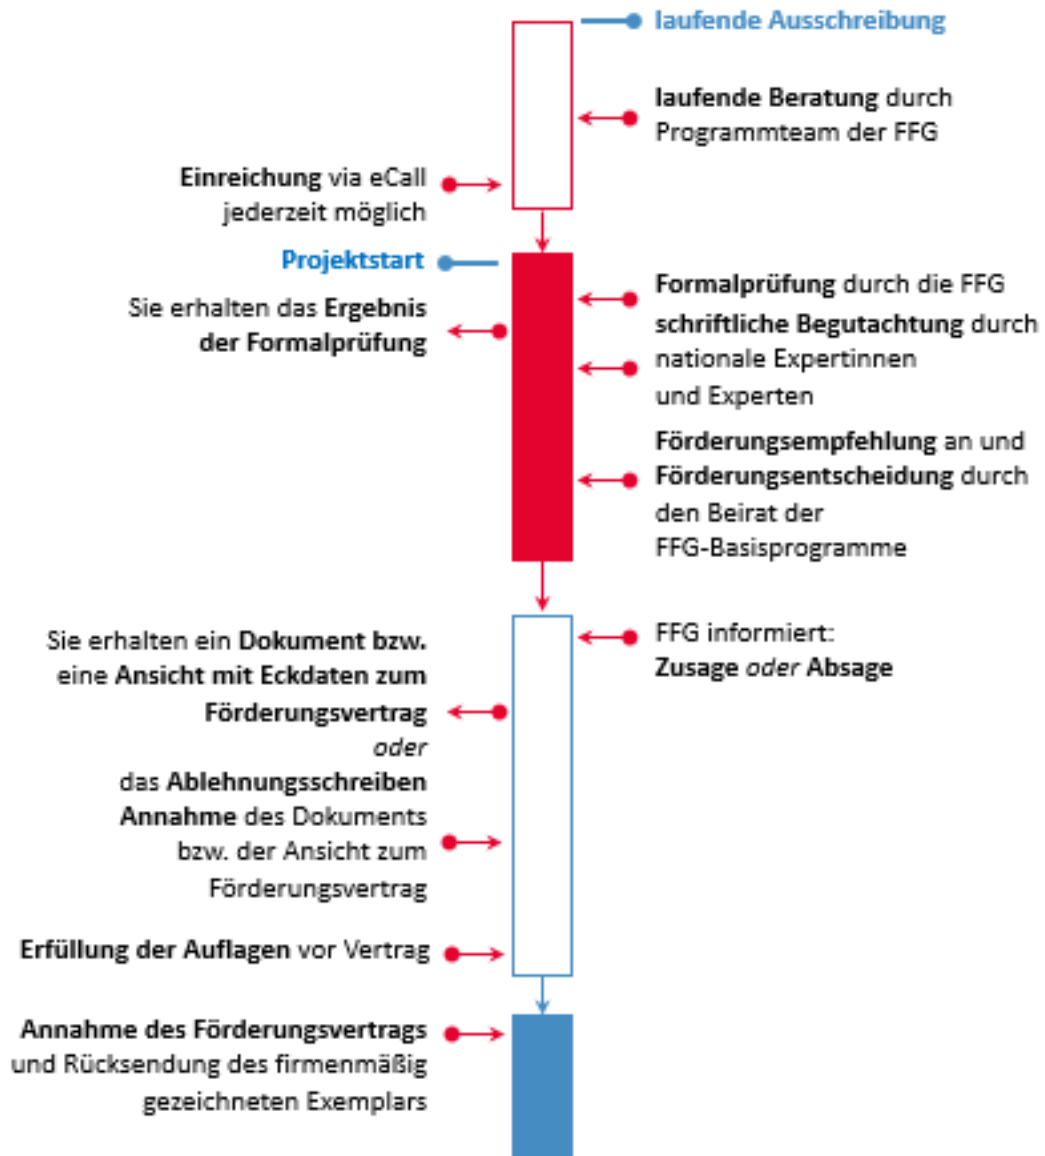 laufende Ausschreibung
laufende Beratung durch
Programmteam der FFG
Einreichung via eCall
jederzeit möglich
Projektstart
Sie erhalten das Ergebnis
der Formalprüfung
Formalprüfung durch die FFG
schriftliche Begutachtung durch
nationale Expertinnen
und Experten
Förderungsempfehlung an und
Förderungsentscheidung durch
den Beirat der
FFG-Basisprogramme
FFG informiert:
Zusage oder Absage
Sie erhalten ein Dokument bzw.
eine Ansicht mit Eckdaten zum
Förderungsvertrag
oder
das Ablehnungsschreiben
Annahme des Dokuments
bzw. der Ansicht zum
Förderungsvertrag
Erfüllung der Auflagen vor Vertrag
Annahme des Förderungsvertrags
und Rücksendung des firmenmäßig
gezeichneten Exemplars